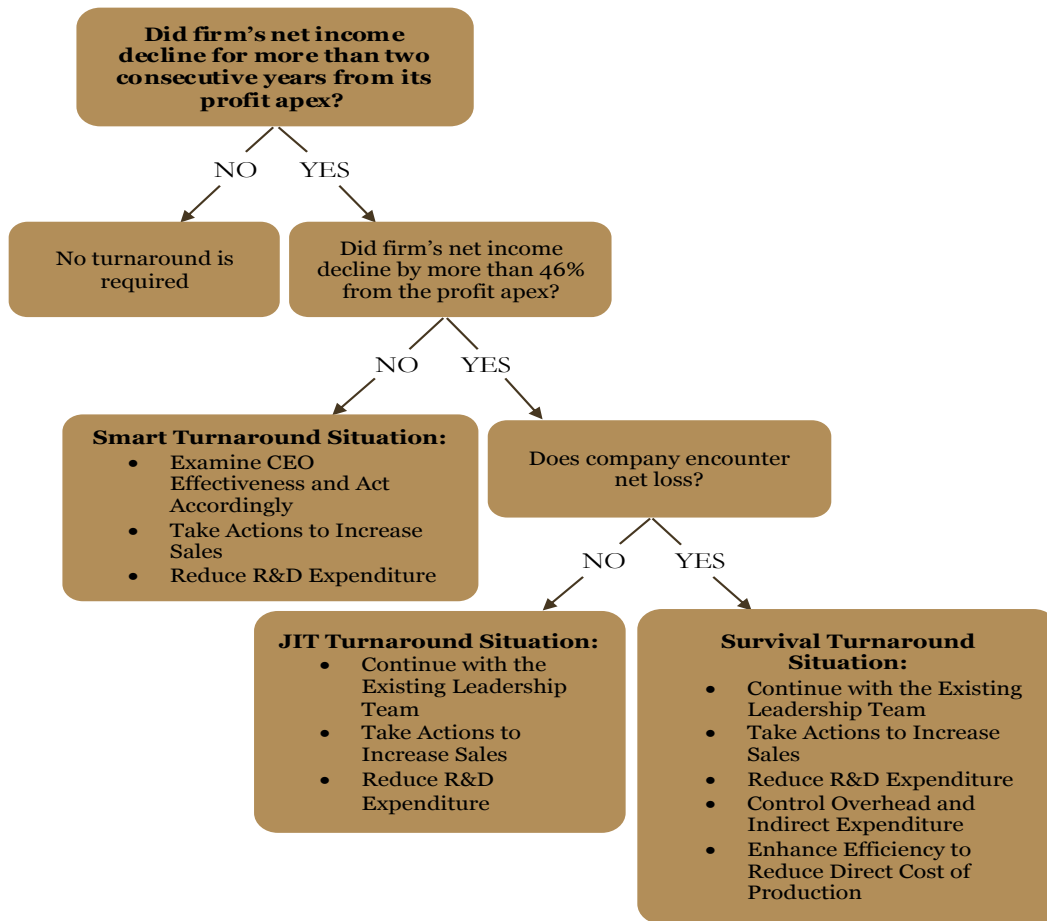 Did firm's net income
decline for more than two
consecutive years from its
profit apex?
NO
YES
No turnaround is
required
Did firm's net income
decline by more than 46%
from the profit apex?
NO
YES
Smart Turnaround Situation:
• Examine CEO
Effectiveness and Act
Accordingly
• Take Actions to Increase
Sales
• Reduce R&D Expenditure
Does company encounter
net loss?
NO
YES
JIT Turnaround Situation:
• Continue with the
Existing Leadership
Team
• Take Actions to
Increase Sales
• Reduce R&D
Expenditure
Survival Turnaround
Situation:
• Continue with the Existing
Leadership Team
• Take Actions to Increase
Sales
• Reduce R&D Expenditure
• Control Overhead and
Indirect Expenditure
• Enhance Efficiency to
Reduce Direct Cost of
Production